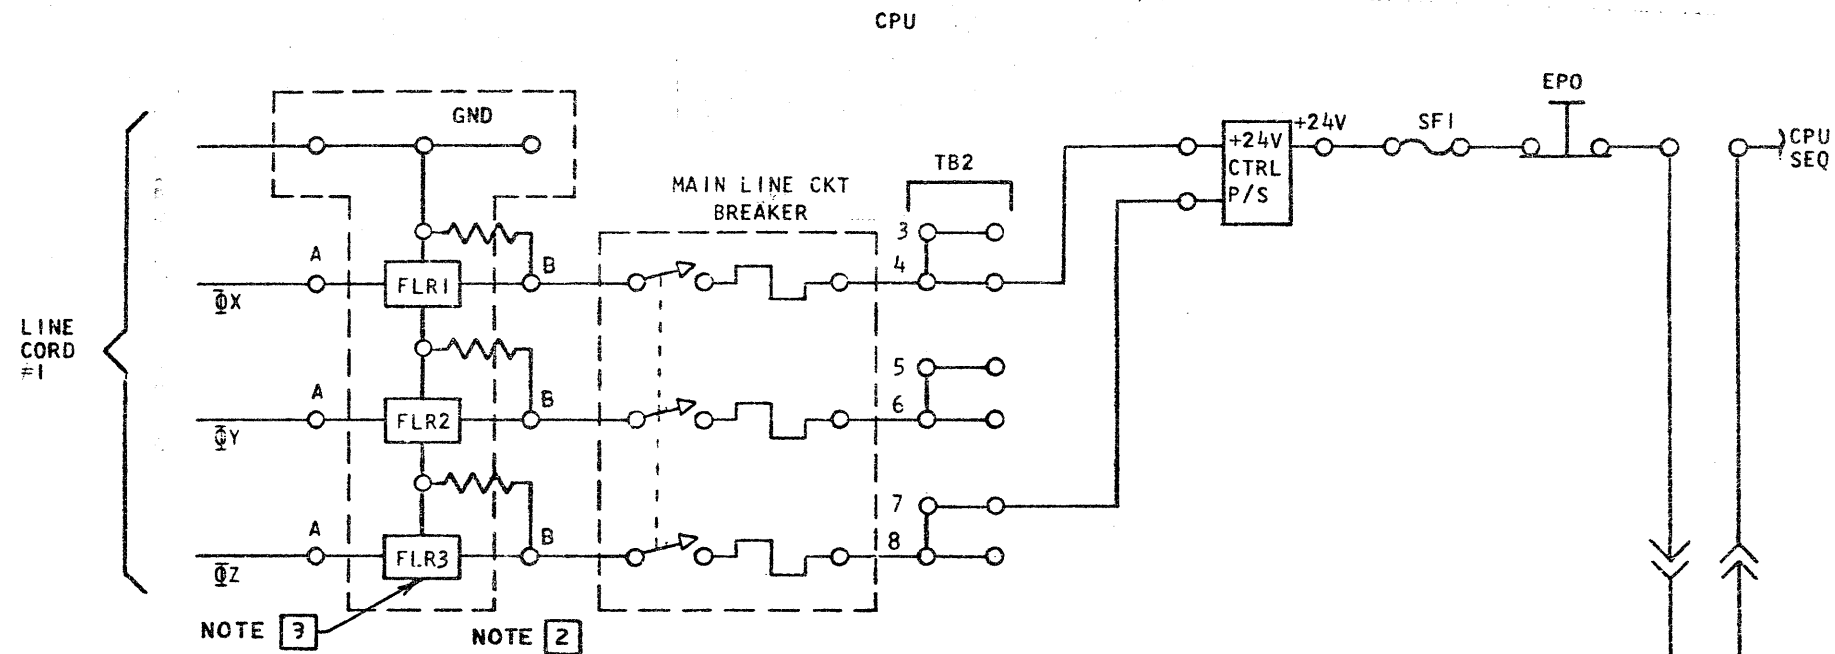 CPU
EPO
GND
+24V
SF1
+24V
CTRL
P/S
CPU
SEQ
TB2
MAIN LINE CKT
BREAKER
3
A
B
4
FLR1
ΦX
LINE
CORD
#1
5
A
B
6
FLR2
ΦY
7
A
B
8
FLR3
ΦZ
NOTE 3
NOTE 2